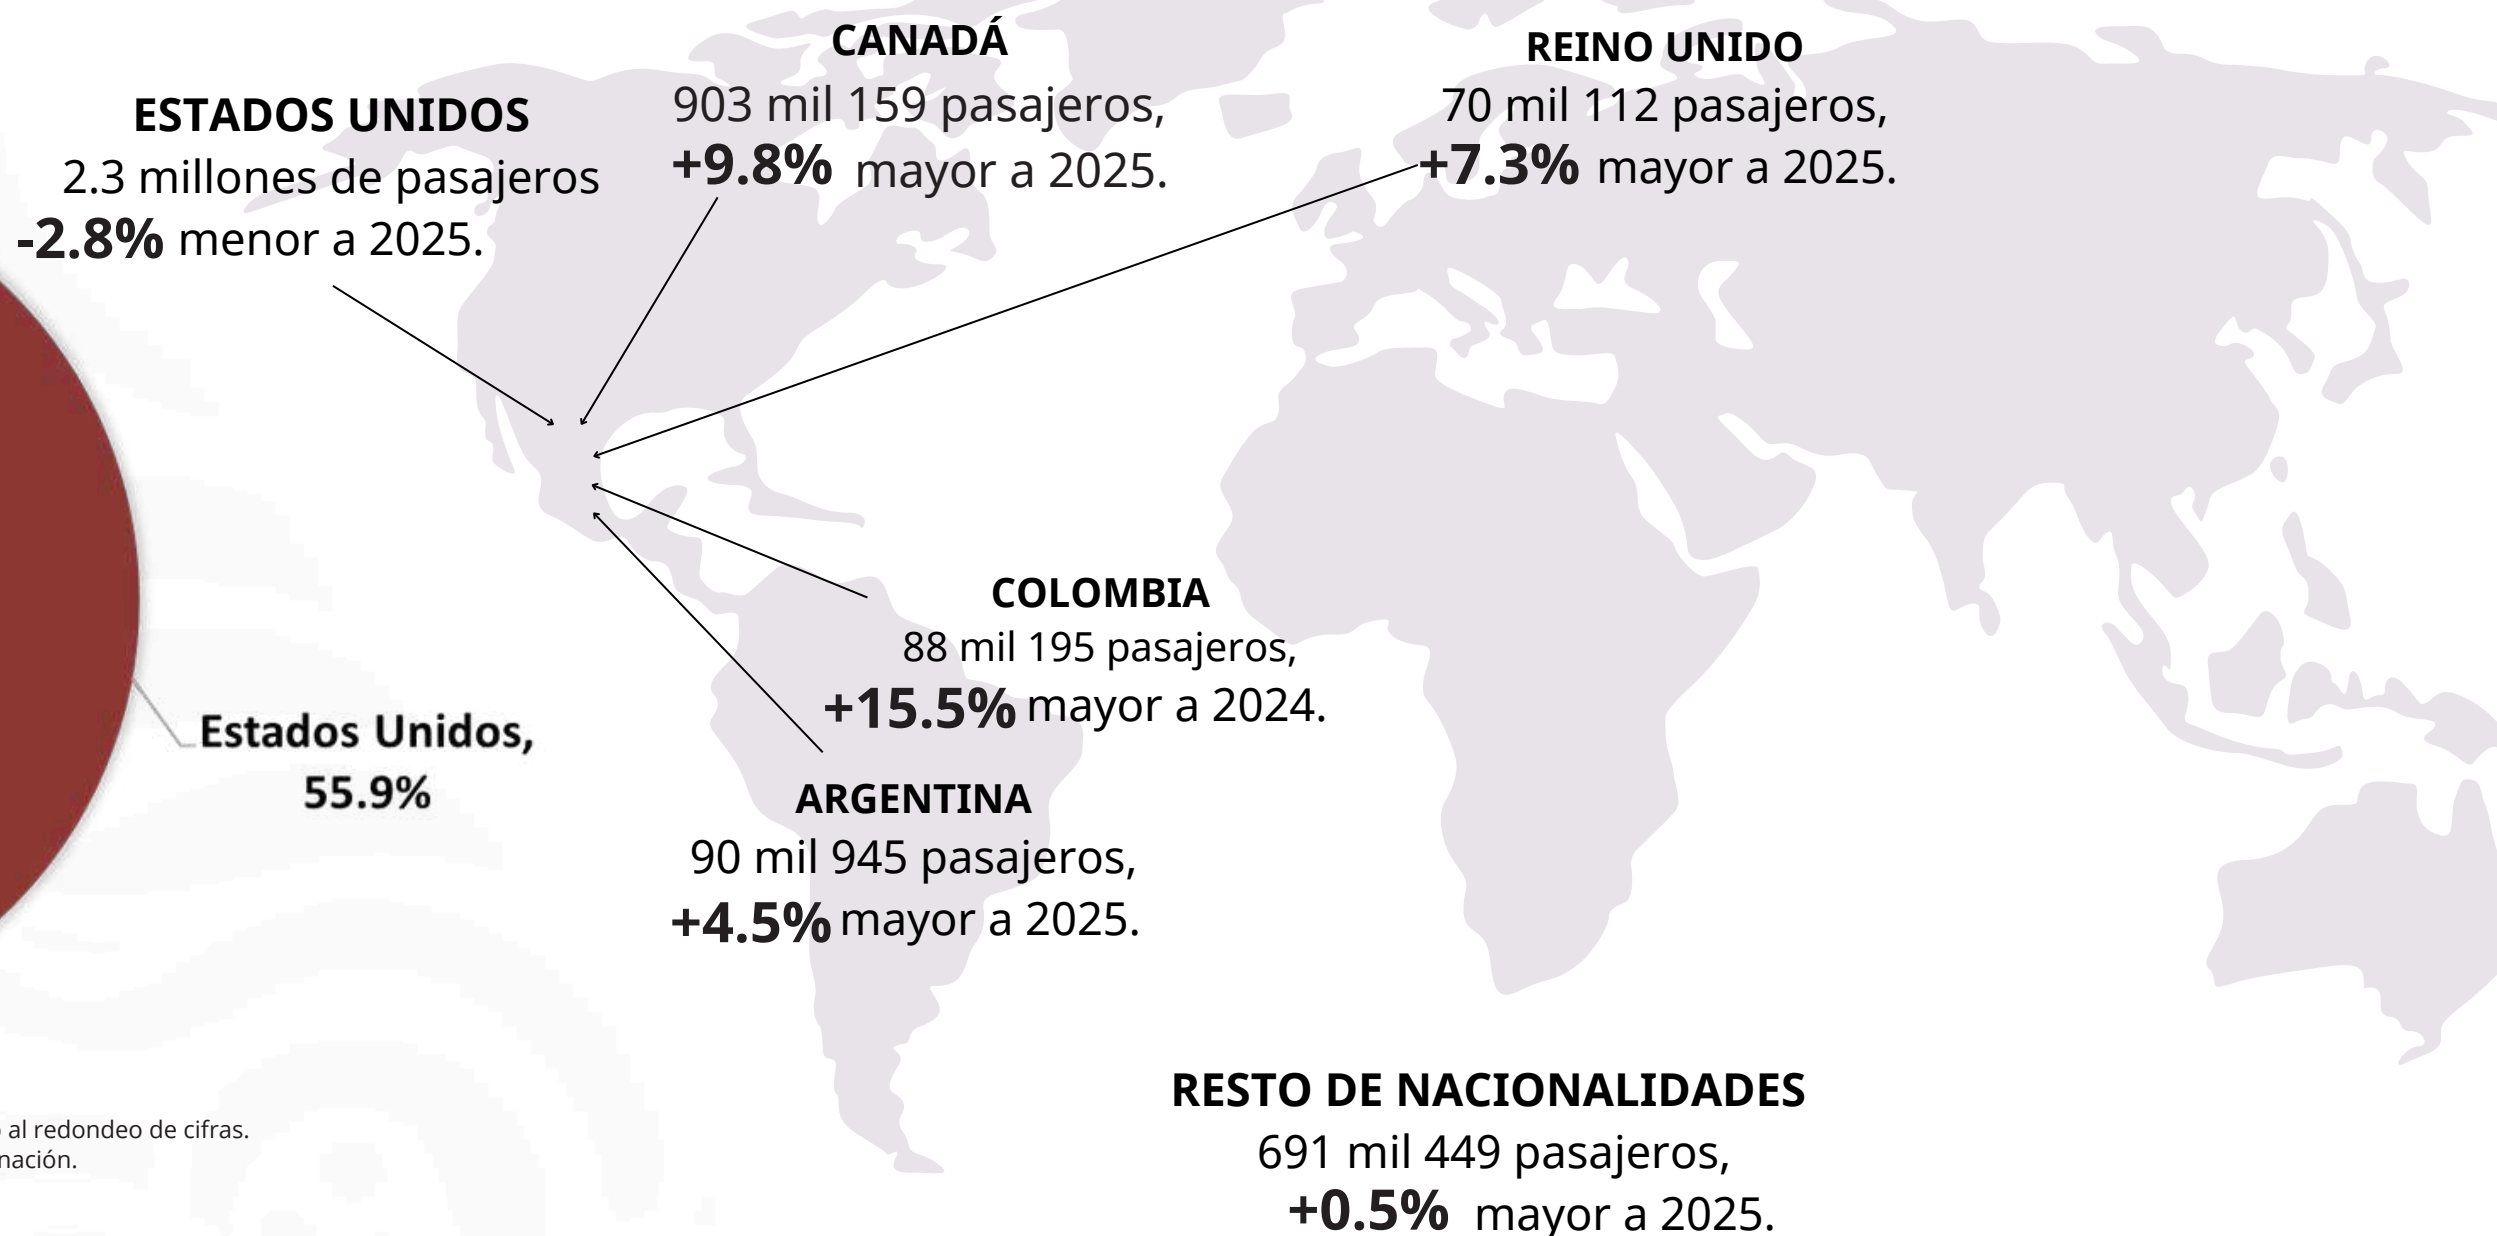 CANADÁ
903 mil 159 pasajeros,
+9.8% mayor a 2025.
REINO UNIDO
70 mil 112 pasajeros,
+7.3% mayor a 2025.
ESTADOS UNIDOS
2.3 millones de pasajeros
-2.8% menor a 2025.
COLOMBIA
88 mil 195 pasajeros,
+15.5% mayor a 2024.
Estados Unidos,
55.9%
ARGENTINA
90 mil 945 pasajeros,
+4.5% mayor a 2025.
RESTO DE NACIONALIDADES
691 mil 449 pasajeros,
+0.5% mayor a 2025.
al redondeo de cifras.
nación.